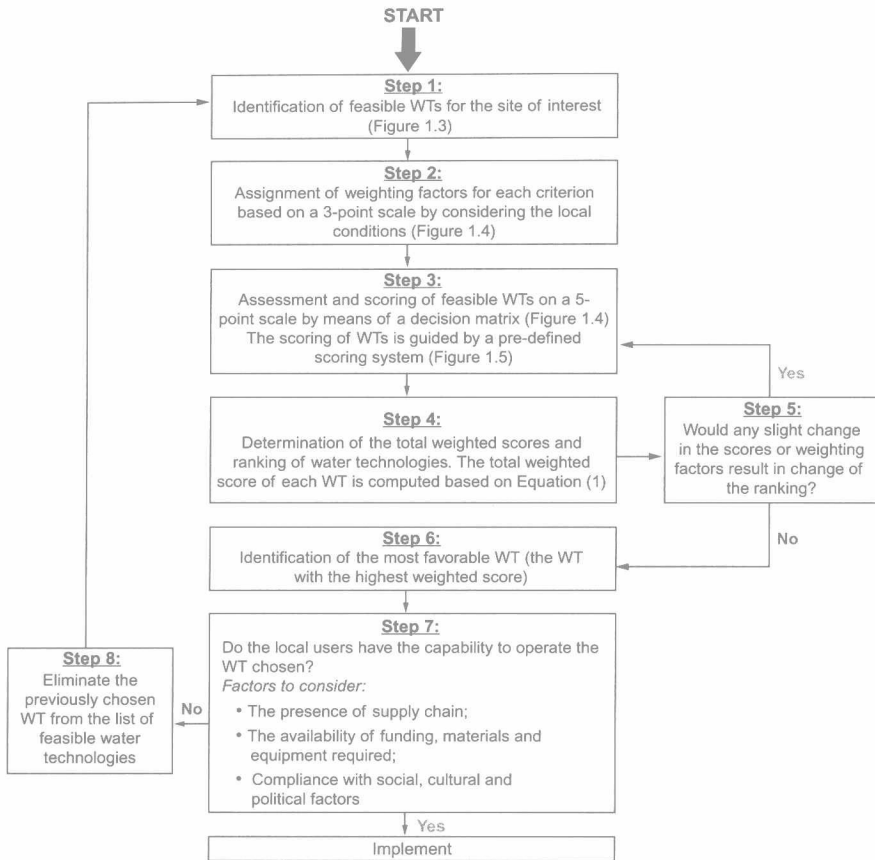 START
Step 1:
Identification of feasible WTs for the site of interest
(Figure 1.3)
Step 2:
Assignment of weighting factors for each criterion
based on a 3-point scale by considering the local
conditions (Figure 1.4)
Step 3:
Assessment and scoring of feasible WTs on a 5-
point scale by means of a decision matrix (Figure 1.4)
The scoring of WTs is guided by a pre-defined
scoring system (Figure 1.5)
Yes
Step 4:
Determination of the total weighted scores and
ranking of water technologies. The total weighted
score of each WT is computed based on Equation (1)
Step 5:
Would any slight change
in the scores or weighting
factors result in change of
the ranking?
No
Step 6:
Identification of the most favorable WT (the WT
with the highest weighted score)
Step 7:
Do the local users have the capability to operate the
WT chosen?
Factors to consider:
• The presence of supply chain;
• The availability of funding, materials and
equipment required;
• Compliance with social, cultural and
political factors
No
Step 8:
Eliminate the
previously chosen
WT from the list of
feasible water
technologies
Yes
Implement